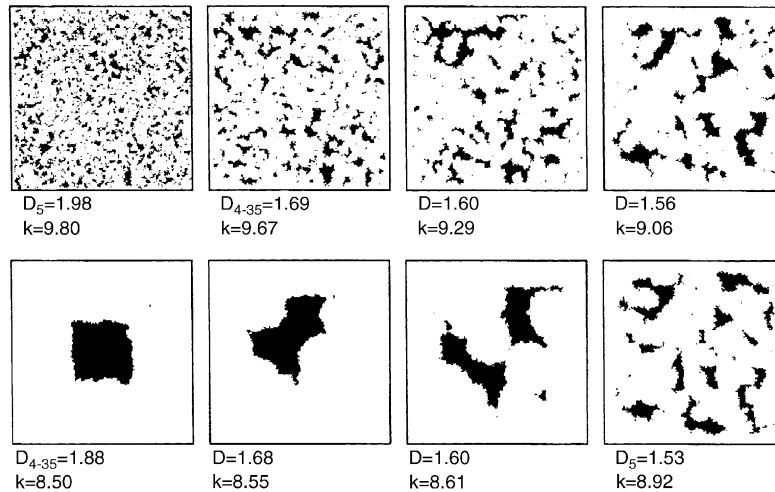 D₅=1.98
k=9.80
D₄₋₃₅=1.69
k=9.67
D=1.60
k=9.29
D=1.56
k=9.06
D₄₋₃₅=1.88
k=8.50
D=1.68
k=8.55
D=1.60
k=8.61
D₅=1.53
k=8.92